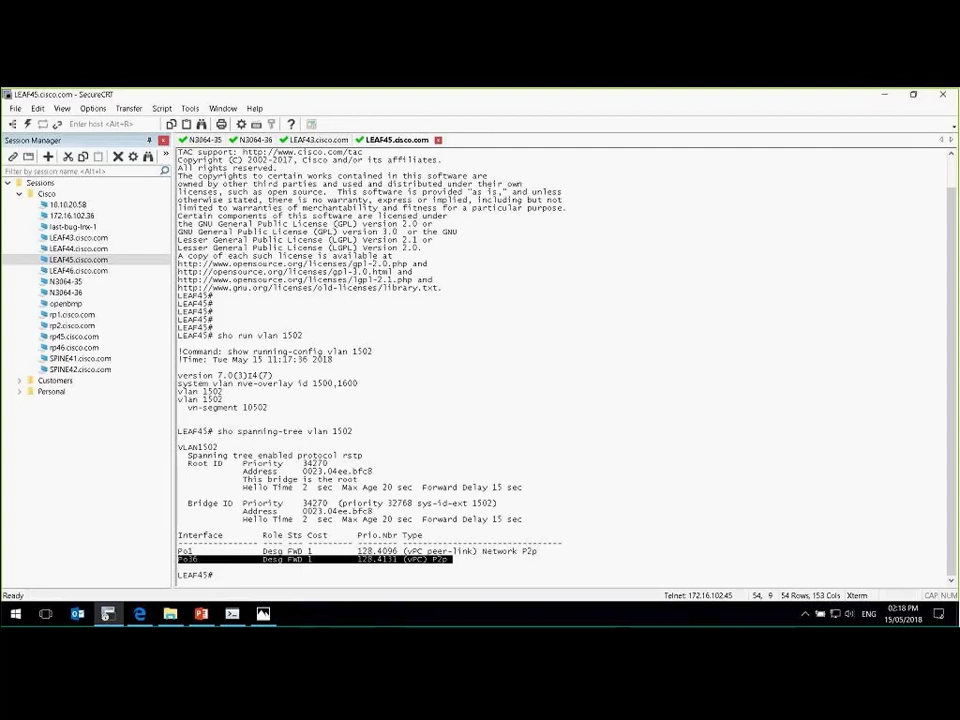 LEAF45.cisco.com - SecureCRT
File Edit View Options Transfer Script Tools Window Help
Enter host <Alt+R>
Session Manager
N3064-35 N3064-36 LEAF43.cisco.com LEAF45.cisco.com
Filter by session name <Alt+I>
Sessions
Cisco
10.10.20.58
172.16.102.36
last-bug-lnx-1
LEAF43.cisco.com
LEAF44.cisco.com
LEAF45.cisco.com
LEAF46.cisco.com
N3064-35
N3064-36
openbmp
rp1.cisco.com
rp2.cisco.com
rp45.cisco.com
rp46.cisco.com
SPINE41.cisco.com
SPINE42.cisco.com
Customers
Personal
TAC support: http://www.cisco.com/tac
Copyright (C) 2002-2017, Cisco and/or its affiliates.
All rights reserved.
The copyrights to certain works contained in this software are
owned by other third parties and used and distributed under their own
licenses, such as open source. This software is provided "as is," and unless
otherwise stated, there is no warranty, express or implied, including but not
limited to warranties of merchantability and fitness for a particular purpose.
Certain components of this software are licensed under
the GNU General Public License (GPL) version 2.0 or
GNU General Public License (GPL) version 3.0 or the GNU
Lesser General Public License (LGPL) Version 2.1 or
Lesser General Public License (LGPL) Version 2.0.
A copy of each such license is available at
http://www.opensource.org/licenses/gpl-2.0.php and
http://opensource.org/licenses/gpl-3.0.html and
http://www.opensource.org/licenses/lgpl-2.1.php and
http://www.gnu.org/licenses/old-licenses/library.txt.
LEAF45#
LEAF45#
LEAF45#
LEAF45#
LEAF45#
LEAF45# sho run vlan 1502
!Command: show running-config vlan 1502
!Time: Tue May 15 11:17:36 2018
version 7.0(3)I4(7)
system vlan nve-overlay id 1500,1600
vlan 1502
vlan 1502
vn-segment 10502
LEAF45# sho spanning-tree vlan 1502
VLAN1502
Spanning tree enabled protocol rstp
Root ID Priority 34270
Address 0023.04ee.bfc8
This bridge is the root
Hello Time 2 sec Max Age 20 sec Forward Delay 15 sec
Bridge ID Priority 34270 (priority 32768 sys-id-ext 1502)
Address 0023.04ee.bfc8
Hello Time 2 sec Max Age 20 sec Forward Delay 15 sec
Interface Role Sts Cost Prio.Nbr Type
Po1 Desg FWD 1 128.4096 (vPC peer-link) Network P2p
Po36 Desg FWD 1 128.4131 (vPC) P2p
LEAF45#
Ready Telnet: 172.16.102.45 54, 9 54 Rows, 153 Cols Xterm CAP NUM
ENG 02:18 PM
15/05/2018